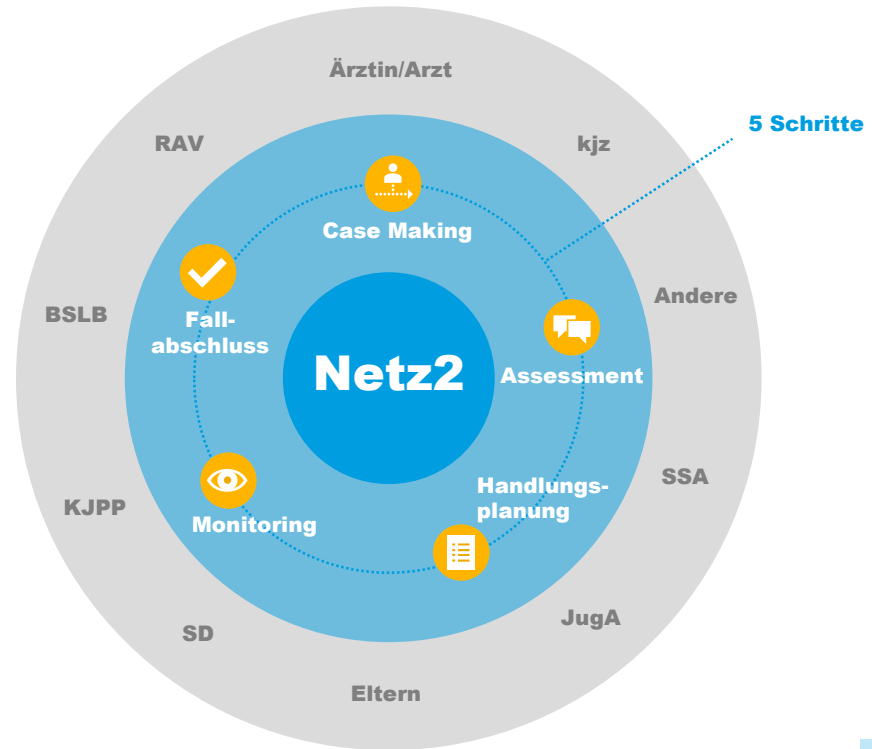 Ärztin/Arzt
5 Schritte
RAV
kjz
Case Making
Andere
BSLB
Fall-
abschluss
Netz2
Assessment
SSA
Handlungs-
planung
KJPP
Monitoring
JugA
SD
Eltern